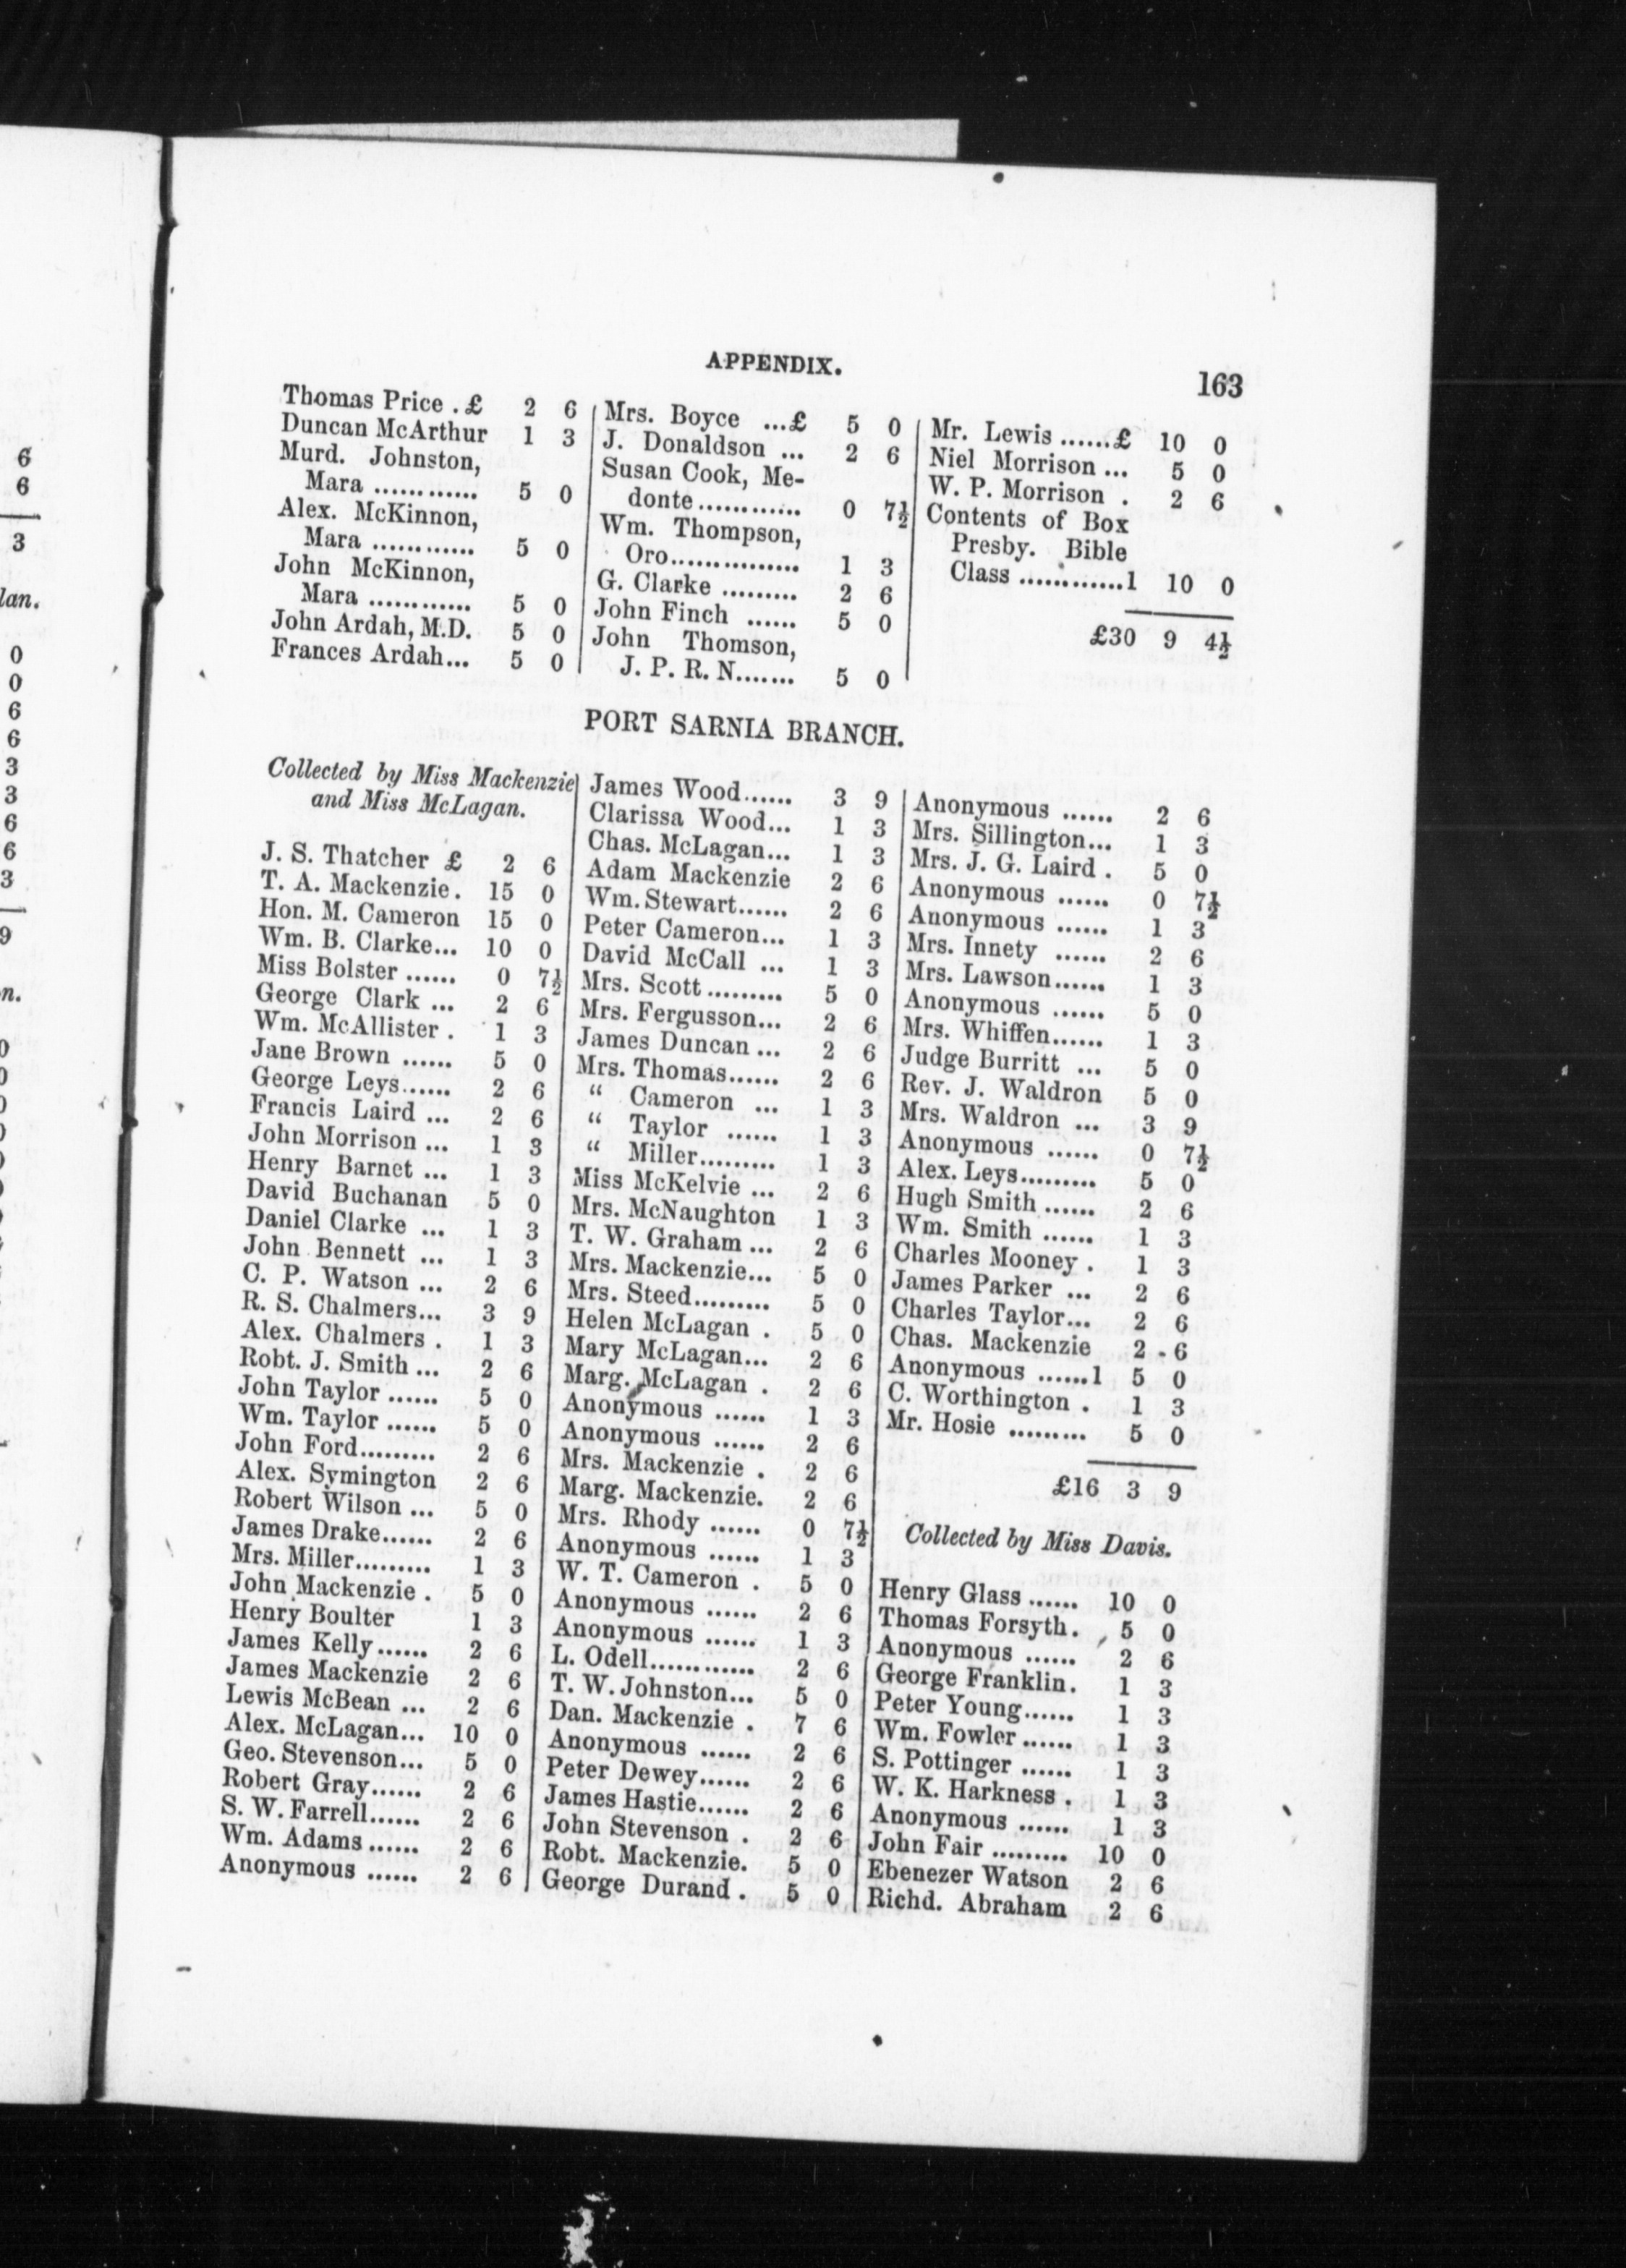 APPENDIX.
163
Thomas Price . £ 2 6
Duncan McArthur 1 3
Murd. Johnston,
Mara ............ 5 0
Alex. McKinnon,
Mara ............ 5 0
John McKinnon,
Mara ............ 5 0
John Ardah, M.D. 5 0
Frances Ardah... 5 0
Mrs. Boyce ...£ 5 0
J. Donaldson ... 2 6
Susan Cook, Me-
donte............ 0 7½
Wm. Thompson,
Oro............... 1 3
G. Clarke ......... 2 6
John Finch ...... 5 0
John Thomson,
J. P. R. N....... 5 0
Mr. Lewis ......£ 10 0
Niel Morrison ... 5 0
W. P. Morrison . 2 6
Contents of Box
Presby. Bible
Class ............1 10 0
£30 9 4½
PORT SARNIA BRANCH.
Collected by Miss Mackenzie
and Miss McLagan.
J. S. Thatcher £ 2 6
T. A. Mackenzie. 15 0
Hon. M. Cameron 15 0
Wm. B. Clarke... 10 0
Miss Bolster ...... 0 7½
George Clark ... 2 6
Wm. McAllister . 1 3
Jane Brown ...... 5 0
George Leys...... 2 6
Francis Laird ... 2 6
John Morrison ... 1 3
Henry Barnet ... 1 3
David Buchanan 5 0
Daniel Clarke ... 1 3
John Bennett ... 1 3
C. P. Watson ... 2 6
R. S. Chalmers... 3 9
Alex. Chalmers . 1 3
Robt. J. Smith ... 2 6
John Taylor ...... 5 0
Wm. Taylor ...... 5 0
John Ford......... 2 6
Alex. Symington 2 6
Robert Wilson ... 5 0
James Drake...... 2 6
Mrs. Miller......... 1 3
John Mackenzie . 5 0
Henry Boulter 1 3
James Kelly...... 2 6
James Mackenzie 2 6
Lewis McBean ... 2 6
Alex. McLagan... 10 0
Geo. Stevenson... 5 0
Robert Gray...... 2 6
S. W. Farrell...... 2 6
Wm. Adams ...... 2 6
Anonymous ...... 2 6
James Wood...... 3 9
Clarissa Wood... 1 3
Chas. McLagan... 1 3
Adam Mackenzie 2 6
Wm. Stewart...... 2 6
Peter Cameron... 1 3
David McCall ... 1 3
Mrs. Scott......... 5 0
Mrs. Fergusson... 2 6
James Duncan ... 2 6
Mrs. Thomas...... 2 6
“ Cameron ... 1 3
“ Taylor ...... 1 3
“ Miller......... 1 3
Miss McKelvie ... 2 6
Mrs. McNaughton 1 3
T. W. Graham ... 2 6
Mrs. Mackenzie... 5 0
Mrs. Steed......... 5 0
Helen McLagan . 5 0
Mary McLagan... 2 6
Marg. McLagan . 2 6
Anonymous ...... 1 3
Anonymous ...... 2 6
Mrs. Mackenzie . 2 6
Marg. Mackenzie. 2 6
Mrs. Rhody ...... 0 7½
Anonymous ...... 1 3
W. T. Cameron . 5 0
Anonymous ...... 2 6
Anonymous ...... 1 3
L. Odell............ 2 6
T. W. Johnston... 5 0
Dan. Mackenzie . 7 6
Anonymous ...... 2 6
Peter Dewey...... 2 6
James Hastie...... 2 6
John Stevenson . 2 6
Robt. Mackenzie. 5 0
George Durand . 5 0
Anonymous ...... 2 6
Mrs. Sillington... 1 3
Mrs. J. G. Laird . 5 0
Anonymous ...... 0 7½
Anonymous ...... 1 3
Mrs. Innety ...... 2 6
Mrs. Lawson...... 1 3
Anonymous ...... 5 0
Mrs. Whiffen...... 1 3
Judge Burritt ... 5 0
Rev. J. Waldron 5 0
Mrs. Waldron ... 3 9
Anonymous ...... 0 7½
Alex. Leys......... 5 0
Hugh Smith ...... 2 6
Wm. Smith ...... 1 3
Charles Mooney . 1 3
James Parker ... 2 6
Charles Taylor... 2 6
Chas. Mackenzie 2 6
Anonymous ......1 5 0
C. Worthington . 1 3
Mr. Hosie ......... 5 0
£16 3 9
Collected by Miss Davis.
Henry Glass ...... 10 0
Thomas Forsyth. 5 0
Anonymous ...... 2 6
George Franklin. 1 3
Peter Young...... 1 3
Wm. Fowler ...... 1 3
S. Pottinger ...... 1 3
W. K. Harkness . 1 3
Anonymous ...... 1 3
John Fair ......... 10 0
Ebenezer Watson 2 6
Richd. Abraham 2 6